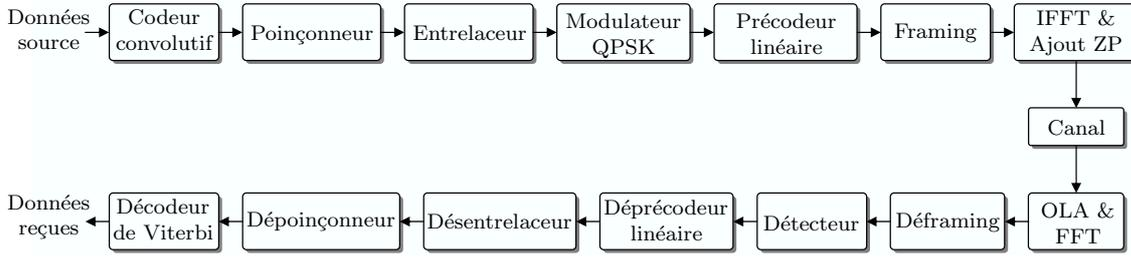 Données
source
Codeur
convolutif
Poinçonneur
Entrelaceur
Modulateur
QPSK
Précodeur
linéaire
Framing
IFFT &
Ajout ZP
Canal
Données
reçues
Décodeur
de Viterbi
Dépoinçonneur
Désentrelaceur
Déprécodeur
linéaire
Détecteur
Déframing
OLA &
FFT